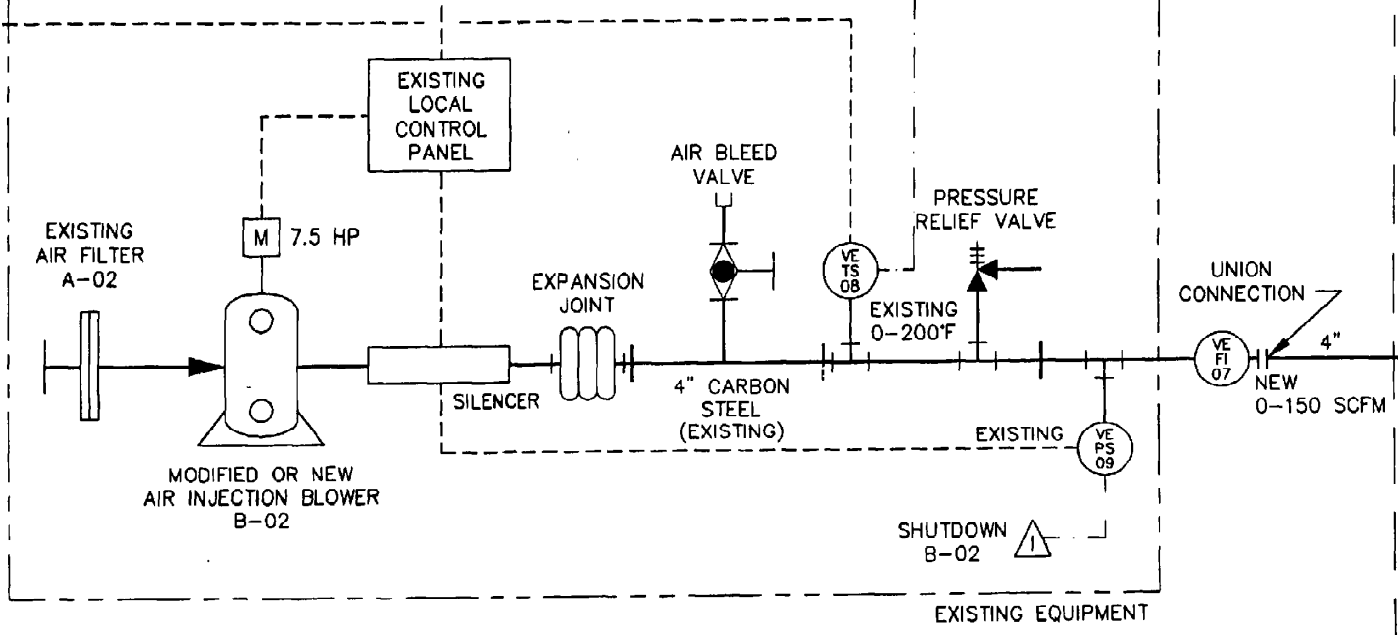 EXISTING
LOCAL
CONTROL
PANEL
AIR BLEED
VALVE
PRESSURE
RELIEF VALVE
EXISTING
AIR FILTER
A-02
M
7.5 HP
EXPANSION
JOINT
VE
TS
08
EXISTING
0-200°F
UNION
CONNECTION
VE
FI
07
4"
NEW
0-150 SCFM
SILENCER
4" CARBON
STEEL
(EXISTING)
EXISTING
VE
PS
09
MODIFIED OR NEW
AIR INJECTION BLOWER
B-02
SHUTDOWN
B-02
1
EXISTING EQUIPMENT